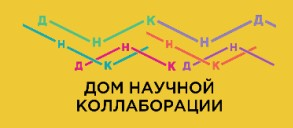 Д К Д
Н Н Н Н
Д К Д К
ДОМ НАУЧНОЙ
КОЛЛАБОРАЦИИ